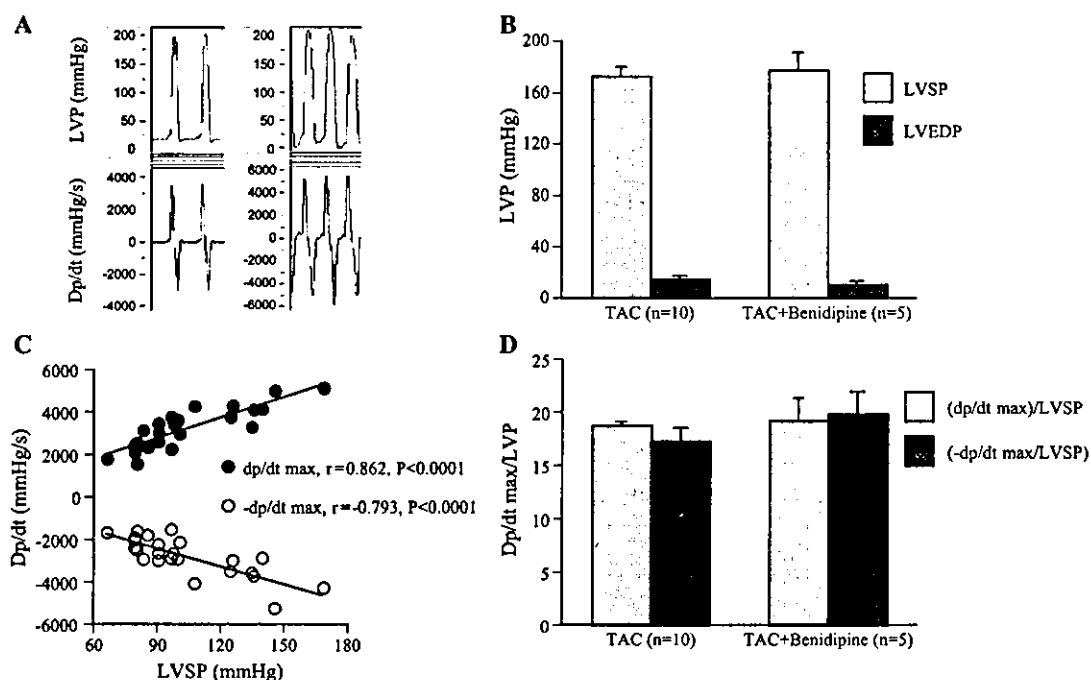 A
LVP (mmHg)
200
150
100
50
0
200
150
100
50
0
Dp/dt (mmHg/s)
4000
2000
0
-2000
-4000
6000
4000
2000
0
-2000
-4000
-6000
B
LVP (mmHg)
200
160
120
80
40
0
LVSP
LVEDP
TAC (n=10)
TAC+Benidipine (n=5)
C
Dp/dt (mmHg/s)
6000
4000
2000
0
-2000
-4000
-6000
dp/dt max, r=0.862, P<0.0001
-dp/dt max, r=-0.793, P<0.0001
60
90
120
150
180
LVSP (mmHg)
D
Dp/dt max/LVP
25
20
15
10
5
0
(dp/dt max)/LVSP
(-dp/dt max/LVSP)
TAC (n=10)
TAC+Benidipine (n=5)